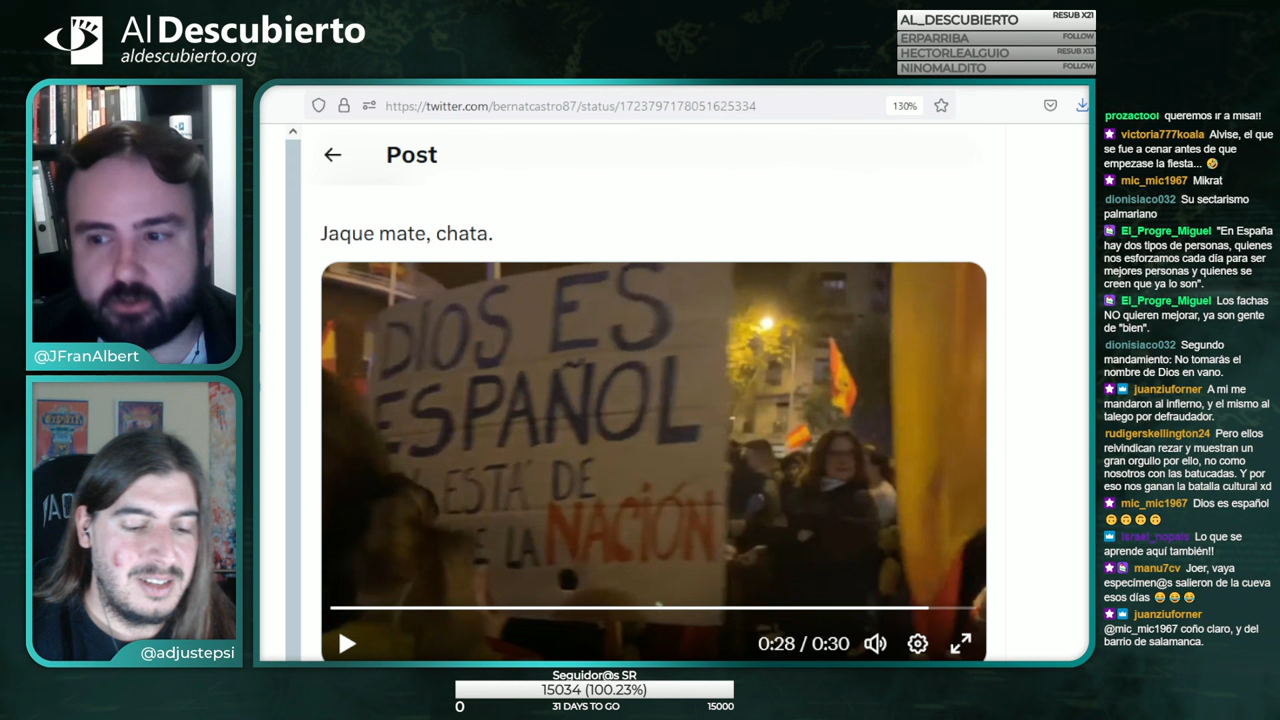 Al Descubierto
aldescubierto.org
AL_DESCUBIERTO RESUB X21
ERPARRIBA FOLLOW
HECTORLEALGUIO RESUB X13
NINOMALDITO FOLLOW
https://twitter.com/bernatcastro87/status/1723797178051625334
130%
Post
Jaque mate, chata.
DIOS ES
ESPAÑOL
ESTÁ DE
LA NACIÓN
0:28 / 0:30
@JFranAlbert
@adjustepsi
prozactool queremos ir a misa!!
victoria777koala Alvise, el que
se fue a cenar antes de que
empezase la fiesta... 🤣
mic_mic1967 Mikrat
dionisiaco032 Su sectarismo
palmariano
El_Progre_Miguel "En España
hay dos tipos de personas, quienes
nos esforzamos cada día para ser
mejores personas y quienes se
creen que ya lo son".
El_Progre_Miguel Los fachas
NO quieren mejorar, ya son gente
de "bien".
dionisiaco032 Segundo
mandamiento: No tomarás el
nombre de Dios en vano.
juanziuforner A mi me
mandaron al infierno, y el mismo al
talego por defraudador.
rudigerskellington24 Pero ellos
reivindican rezar y muestran un
gran orgullo por ello, no como
nosotros con las batucadas. Y por
eso nos ganan la batalla cultural xd
mic_mic1967 Dios es español
🙃🙃🙃🙃
israel_nopais Lo que se
aprende aquí también!!
manu7cv Joer, vaya
especímen@s salieron de la cueva
esos días 😂😂😂
juanziuforner
@mic_mic1967 coño claro, y del
barrio de salamanca.
Seguidor@s SR
15034 (100.23%)
0 31 DAYS TO GO 15000